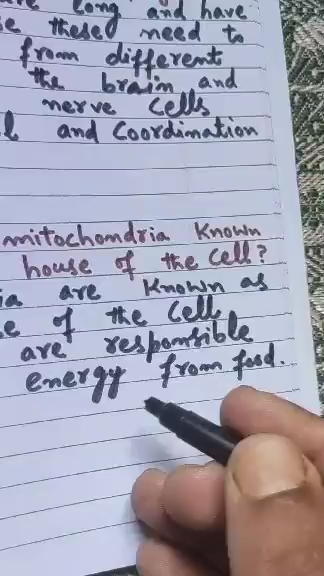 long and have
these need to
from different
the brain and
nerve cells
and Coordination
mitochondria known
house of the cell?
are known as
of the cell
are responsible
energy from food.